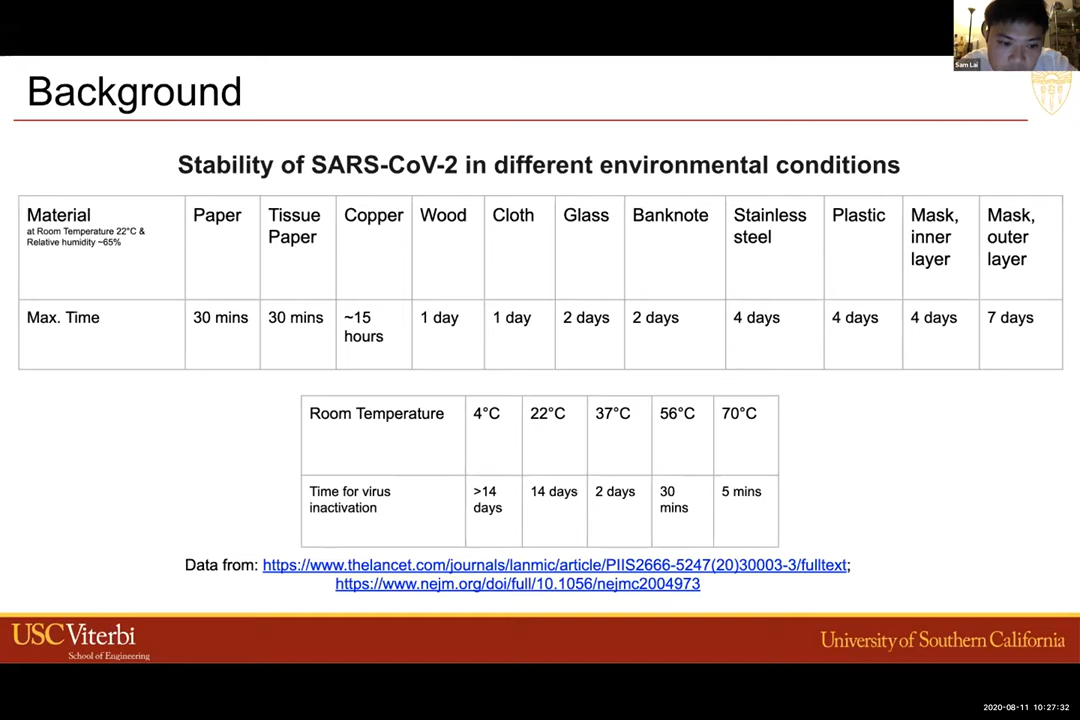 Sam Lai
Background
Stability of SARS-CoV-2 in different environmental conditions
Material
at Room Temperature 22°C &
Relative humidity ~65%
Paper
Tissue
Paper
Copper
Wood
Cloth
Glass
Banknote
Stainless
steel
Plastic
Mask,
inner
layer
Mask,
outer
layer
Max. Time
30 mins
30 mins
~15
hours
1 day
1 day
2 days
2 days
4 days
4 days
4 days
7 days
Room Temperature
4°C
22°C
37°C
56°C
70°C
Time for virus
inactivation
>14
days
14 days
2 days
30
mins
5 mins
Data from: https://www.thelancet.com/journals/lanmic/article/PIIS2666-5247(20)30003-3/fulltext;
https://www.nejm.org/doi/full/10.1056/nejmc2004973
USC Viterbi
School of Engineering
University of Southern California
2020-08-11 10:27:32